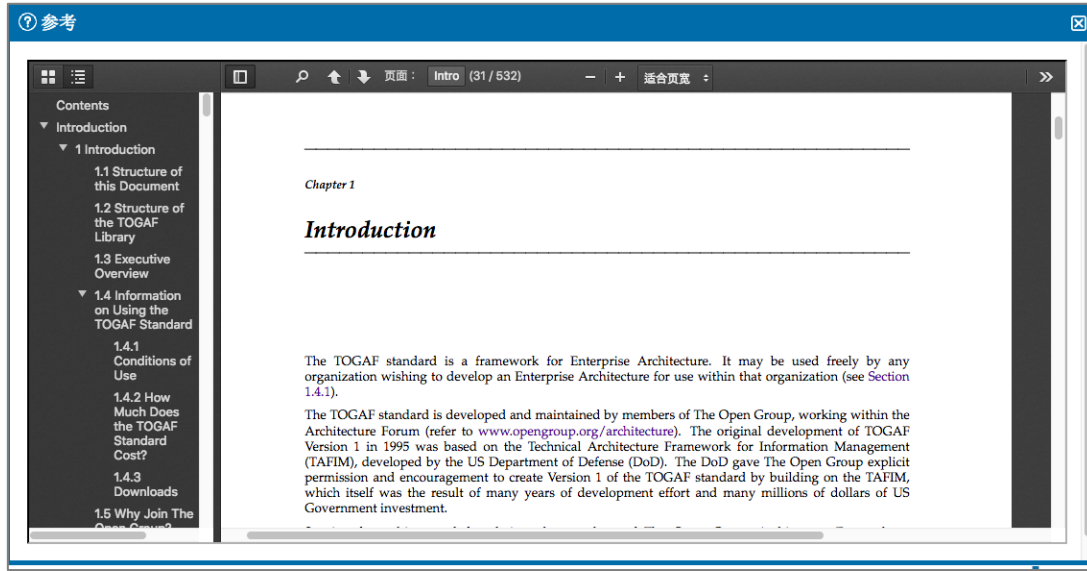 参考
页面： Intro (31 / 532)
适合页宽
Contents
Introduction
1 Introduction
1.1 Structure of
this Document
1.2 Structure of
the TOGAF
Library
1.3 Executive
Overview
1.4 Information
on Using the
TOGAF Standard
1.4.1
Conditions of
Use
1.4.2 How
Much Does
the TOGAF
Standard
Cost?
1.4.3
Downloads
1.5 Why Join The
Open Group?
Chapter 1
Introduction
The TOGAF standard is a framework for Enterprise Architecture. It may be used freely by any
organization wishing to develop an Enterprise Architecture for use within that organization (see Section
1.4.1).
The TOGAF standard is developed and maintained by members of The Open Group, working within the
Architecture Forum (refer to www.opengroup.org/architecture). The original development of TOGAF
Version 1 in 1995 was based on the Technical Architecture Framework for Information Management
(TAFIM), developed by the US Department of Defense (DoD). The DoD gave The Open Group explicit
permission and encouragement to create Version 1 of the TOGAF standard by building on the TAFIM,
which itself was the result of many years of development effort and many millions of dollars of US
Government investment.